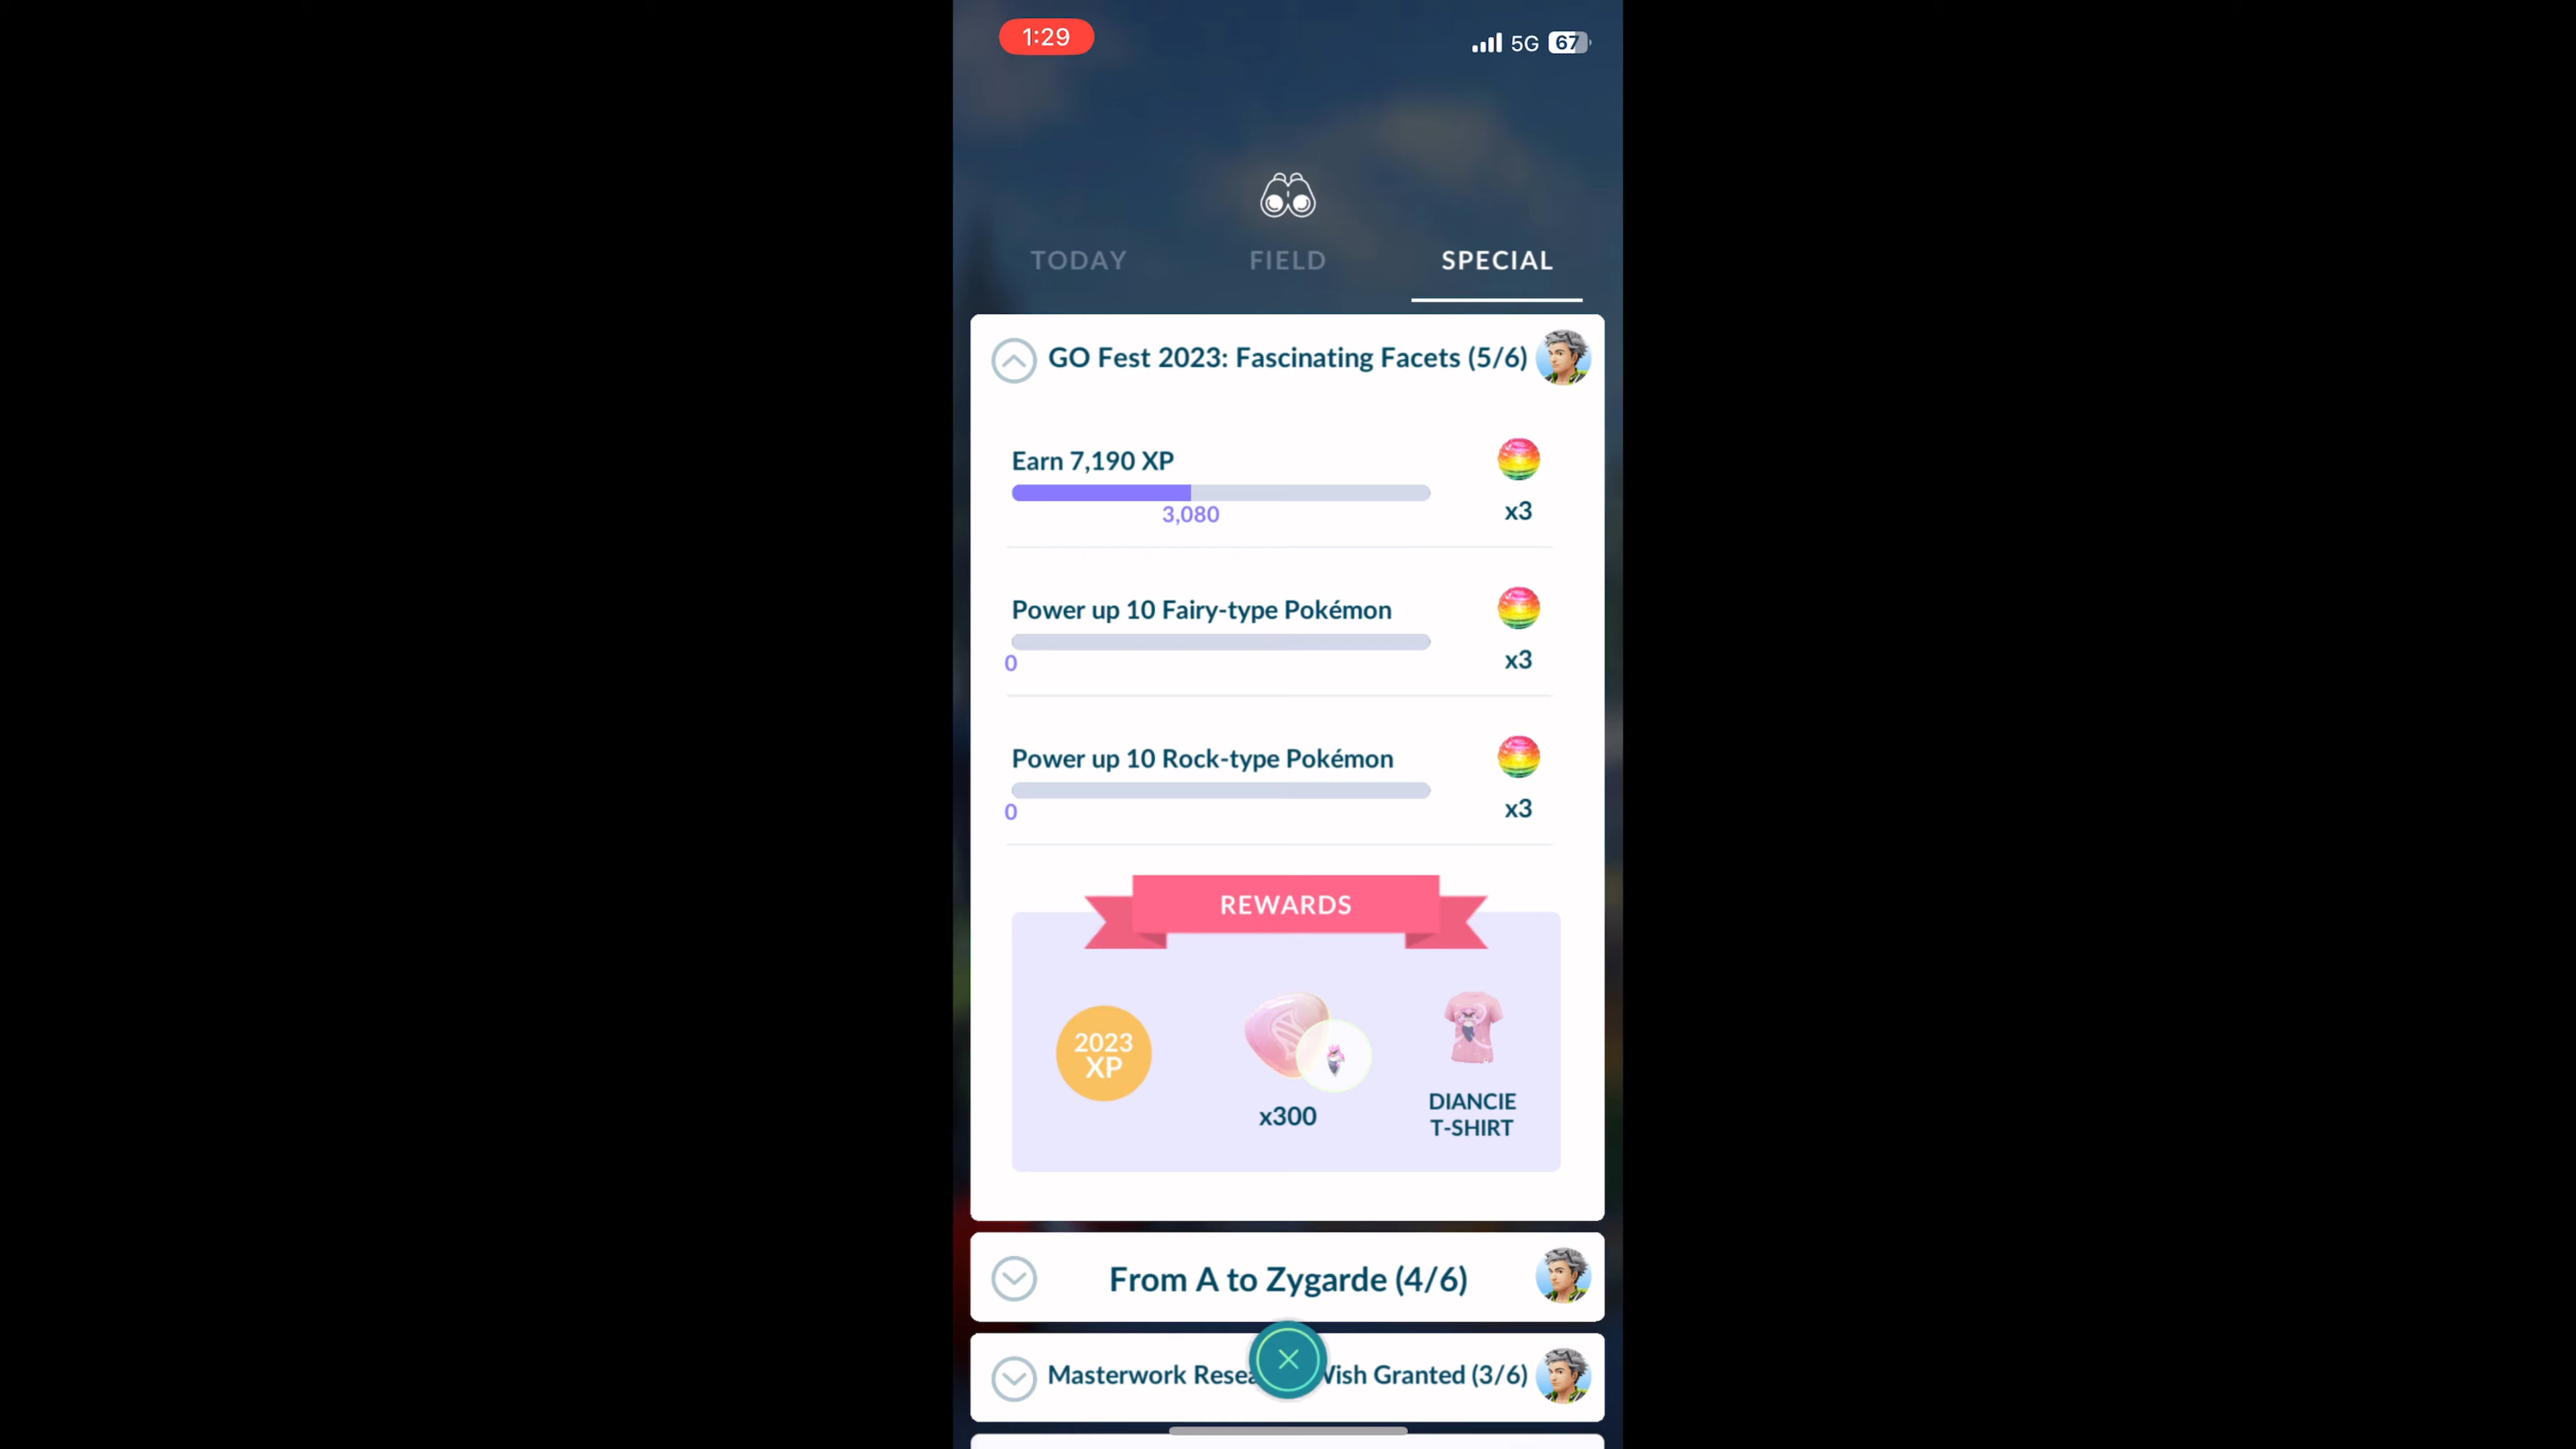 1:29
5G 67
TODAY FIELD SPECIAL
GO Fest 2023: Fascinating Facets (5/6)
Earn 7,190 XP
3,080
x3
Power up 10 Fairy-type Pokémon
0
x3
Power up 10 Rock-type Pokémon
0
x3
REWARDS
2023
XP
x300
DIANCIE
T-SHIRT
From A to Zygarde (4/6)
Masterwork Granted (3/6)